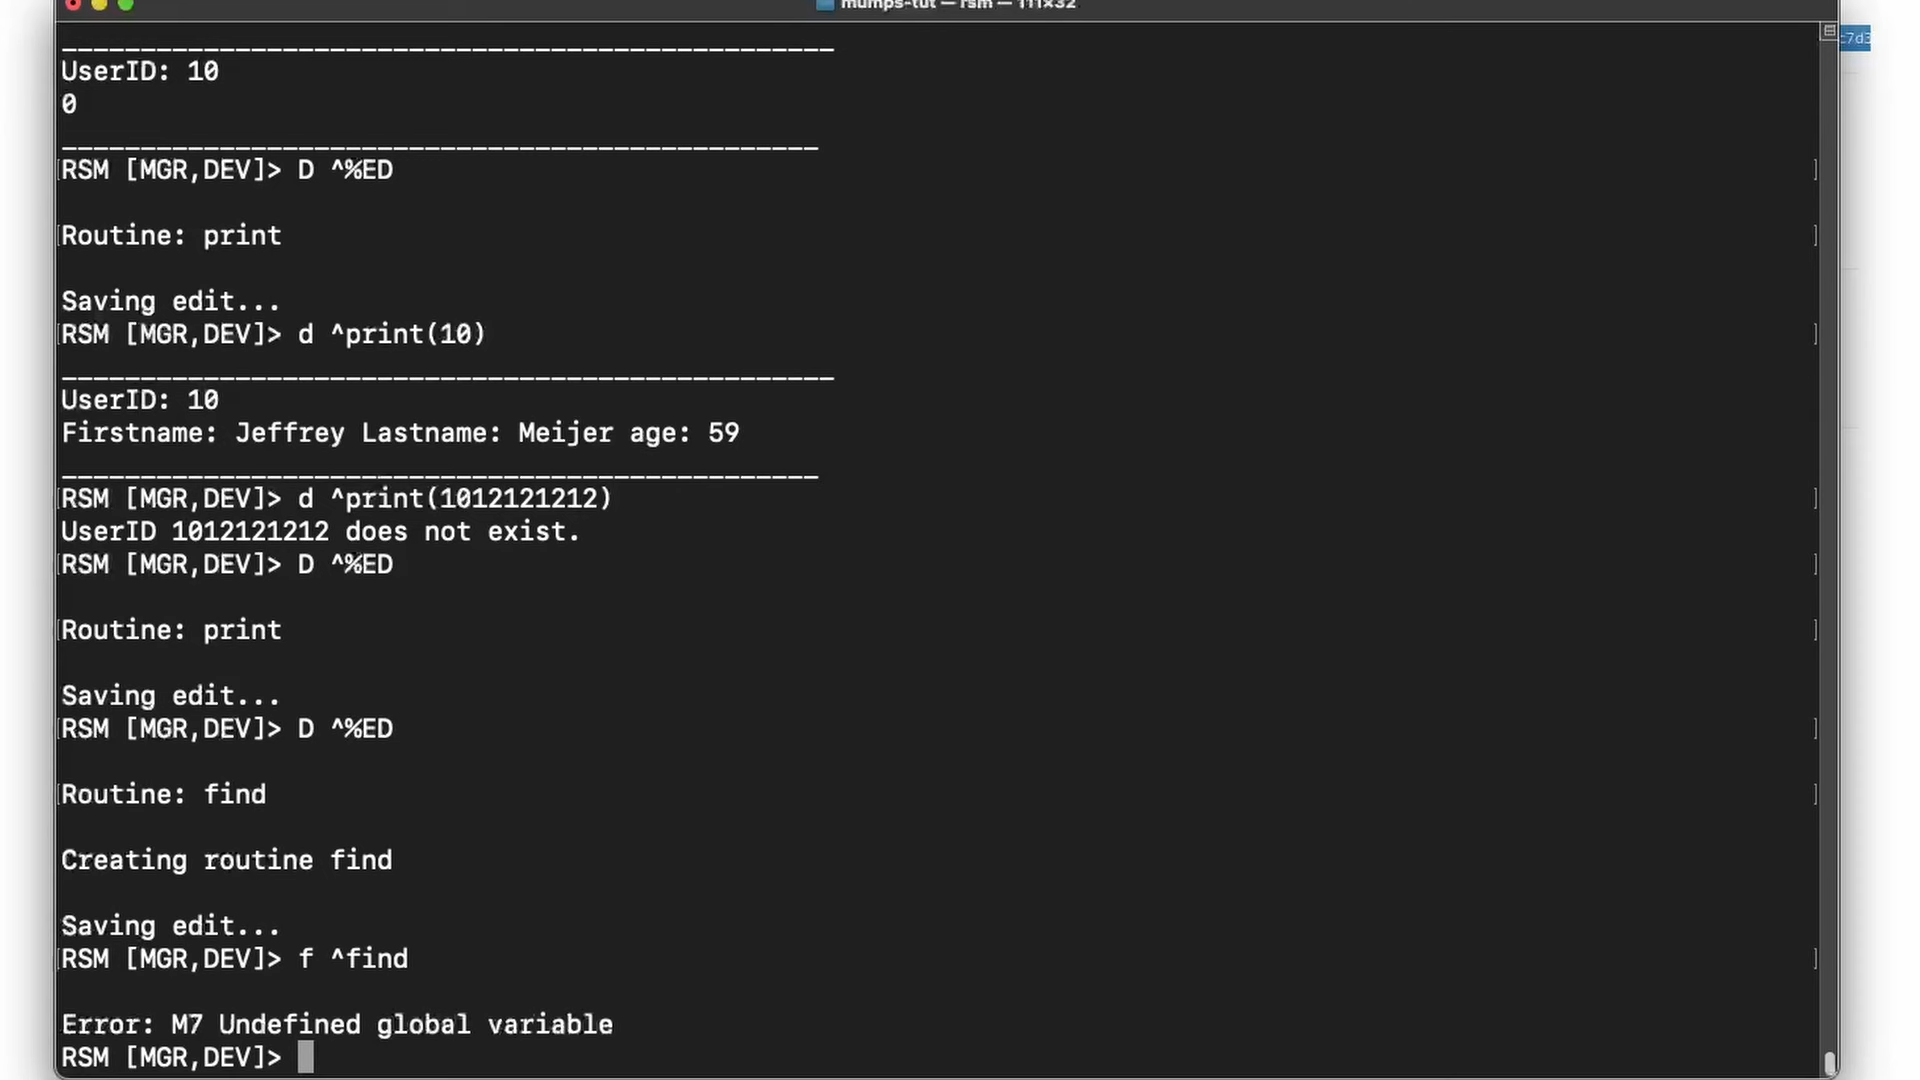 mumps-tut — rsm — 111×32
c7d3
UserID: 10
0
RSM [MGR,DEV]> D ^%ED
Routine: print
Saving edit...
RSM [MGR,DEV]> d ^print(10)
UserID: 10
Firstname: Jeffrey Lastname: Meijer age: 59
RSM [MGR,DEV]> d ^print(1012121212)
UserID 1012121212 does not exist.
RSM [MGR,DEV]> D ^%ED
Routine: print
Saving edit...
RSM [MGR,DEV]> D ^%ED
Routine: find
Creating routine find
Saving edit...
RSM [MGR,DEV]> f ^find
Error: M7 Undefined global variable
RSM [MGR,DEV]>